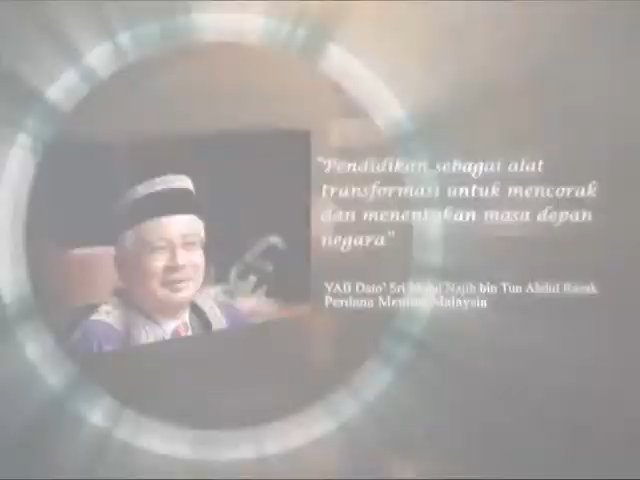 "Pendidikan sebagai alat
transformasi untuk mencorak
dan menentukan masa depan
negara"
YAB Dato' Sri Mohd Najib bin Tun Abdul Razak
Perdana Menteri Malaysia